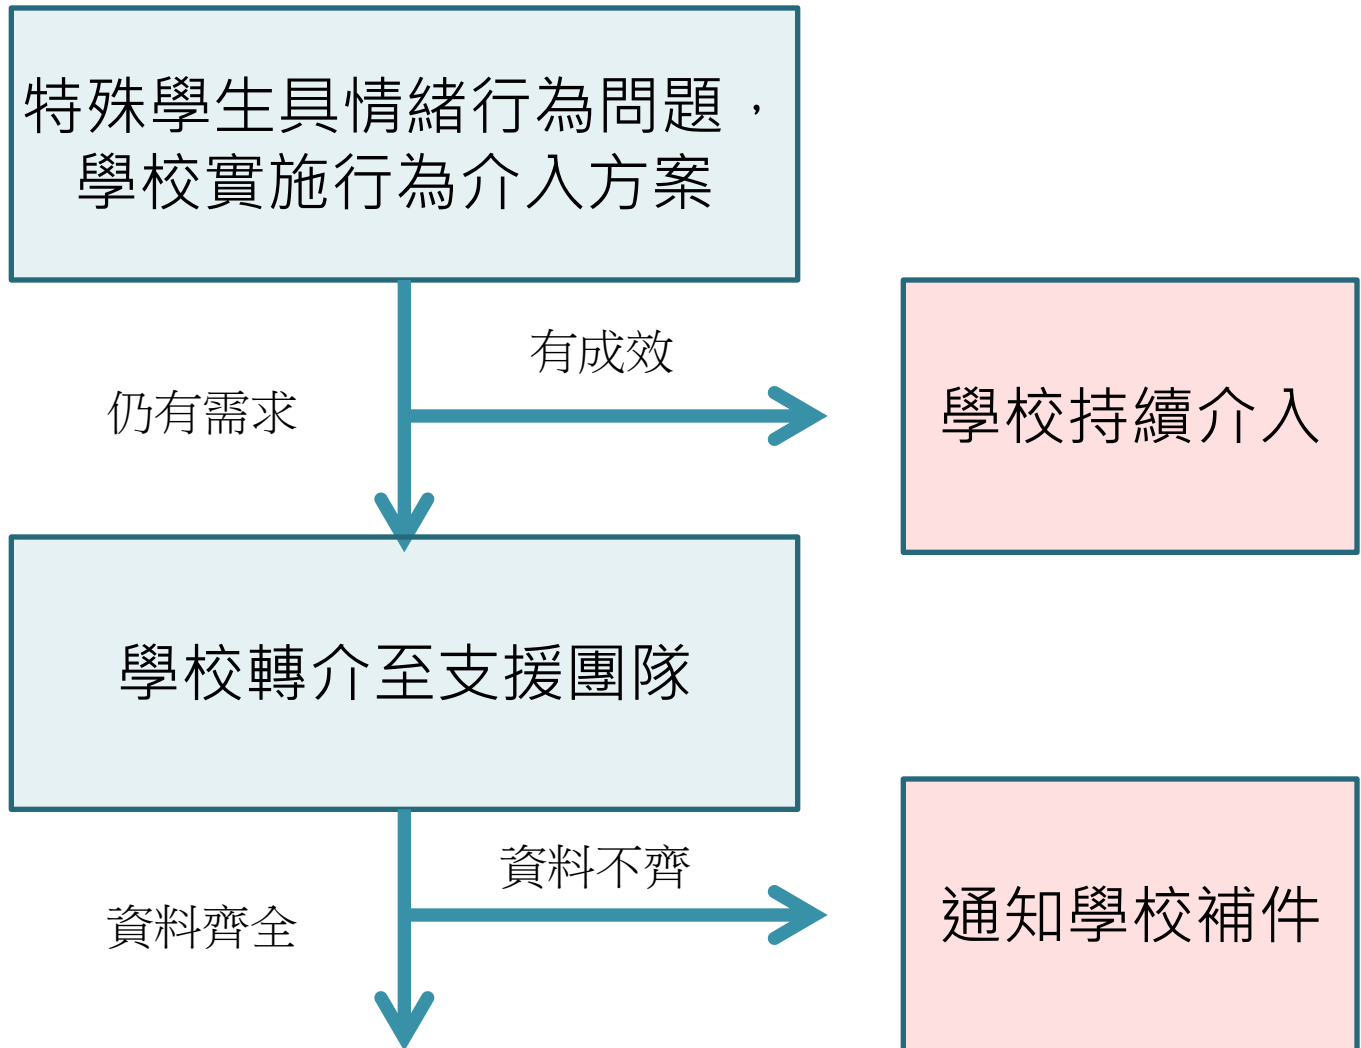 特殊學生具情緒行為問題，
學校實施行為介入方案
有成效
仍有需求
學校持續介入
學校轉介至支援團隊
資料不齊
資料齊全
通知學校補件